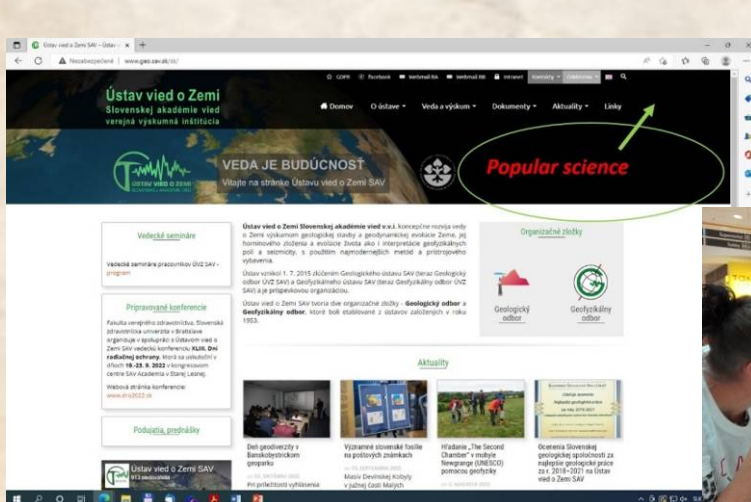 Ústav vied o Zemi SAV – Ústav v
Nezabezpečené | www.geo.sav.sk/sk/
GDPR Facebook Webmail BA Webmail BB Intranet Kontakty
Ústav vied o Zemi
Slovenskej akadémie vied
verejná výskumná inštitúcia
Domov O ústave Veda a výskum Dokumenty Aktuality Linky
ÚSTAV VIED O ZEMI
VEDA JE BUDÚCNOSŤ
Vitajte na stránke Ústavu vied o Zemi SAV
Popular science
Vedecké semináre
Vedecké semináre pracovníkov ÚVZ SAV -
program
Pripravované konferencie
Fakulta verejného zdravotníctva, Slovenská
zdravotnícka univerzita v Bratislave
organizuje v spolupráci s Ústavom vied o
Zemi SAV vedeckú konferenciu XLIII. Dni
radiačnej ochrany, ktorá sa uskutoční v
dňoch 19.-23. 9. 2022 v kongresovom
centre SAV Academia v Starej Lesnej.
Webová stránka konferencie:
www.dro2022.sk
Podujatia, prednášky
Ústav vied o Zemi SAV
Ústav vied o Zemi Slovenskej akadémie vied v.v.i. koncepčne rozvíja vedy
o Zemi výskumom geologickej stavby a geodynamickej evolúcie Zeme, jej
horninového zloženia a evolúcie života ako i interpretácie geofyzikálnych
polí a seizmicity, s použitím najmodernejších metód a prístrojového
vybavenia.
Ústav vznikol 1. 7. 2015 zlúčením Geologického ústavu SAV (teraz Geologický
odbor ÚVZ SAV) a Geofyzikálneho ústavu SAV (teraz Geofyzikálny odbor ÚVZ
SAV) a je príspevkovou organizáciou.
Ústav vied o Zemi SAV tvoria dve organizačné zložky - Geologický odbor a
Geofyzikálny odbor, ktoré boli etablované z ústavov založených v roku
1953.
Organizačné zložky
Geologický
odbor
Geofyzikálny
odbor
Aktuality
Deň geodiverzity v
Banskobystrickom
geoparku
Pri príležitosti vyhlásenia
Významné slovenské fosílie
na poštových známkach
Masív Devínskej Kobyly
v južnej časti Malých
Hľadanie „The Second
Chamber“ v mohyle
Newgrange (UNESCO)
pomocou geofyziky
Ocenenia Slovenskej
geologickej spoločnosti za
najlepšie geologické práce
za r. 2018–2021 na Ústav
vied o Zemi SAV